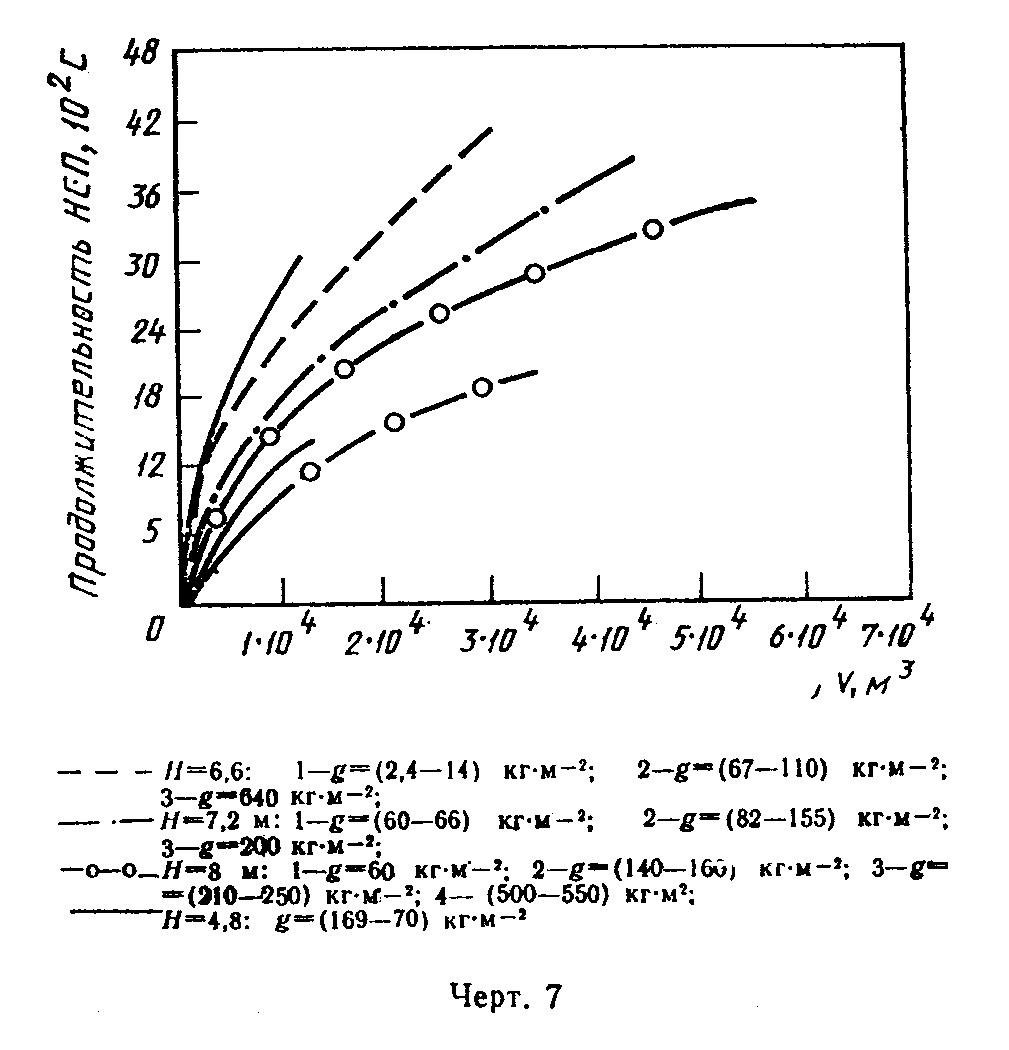 Продолжительность НСП, 10² С
48
42
36
30
24
18
12
5
0
1·10⁴ 2·10⁴ 3·10⁴ 4·10⁴ 5·10⁴ 6·10⁴ 7·10⁴
, V, м³
— — — H=6,6: 1—g=(2,4—14) кг·м−²; 2—g=(67—110) кг·м−²;
3—g=640 кг·м−²;
— · — H=7,2 м: 1—g=(60—66) кг·м−²; 2—g=(82—155) кг·м−²;
3—g=200 кг·м−²;
—о—о— H=8 м: 1—g=60 кг·м−²; 2—g=(140—160) кг·м−²; 3—g=
=(210—250) кг·м−²; 4— (500—550) кг·м²;
——— H=4,8: g=(169—70) кг·м−²
Черт. 7